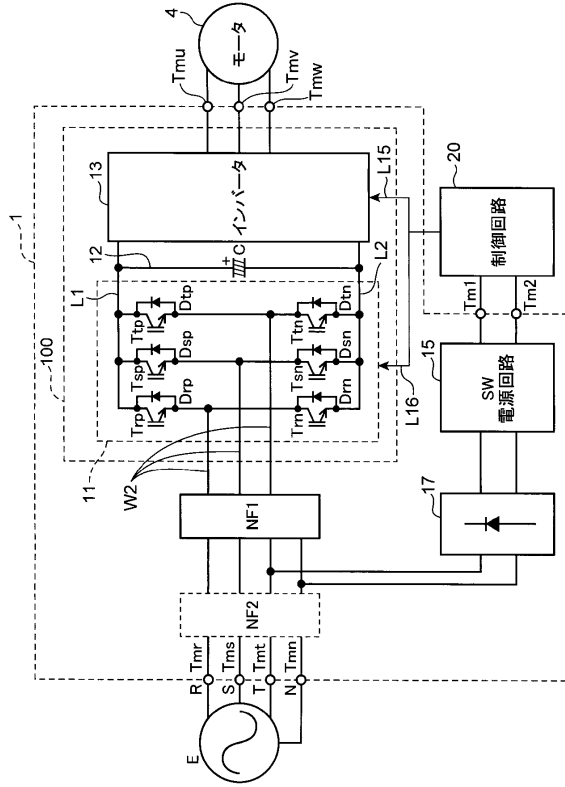 1
100
11
E
R
S
T
N
Tmr
Tms
Tmt
Tmn
NF2
NF1
W2
L1
12
13
Trp
Tsp
Ttp
Drp
Dsp
Dtp
Trn
Tsn
Ttn
Drn
Dsn
Dtn
+
C
L2
インバータ
Tmu
Tmv
Tmw
4
モータ
L15
L16
17
15
SW
電源回路
Tm1
Tm2
20
制御回路